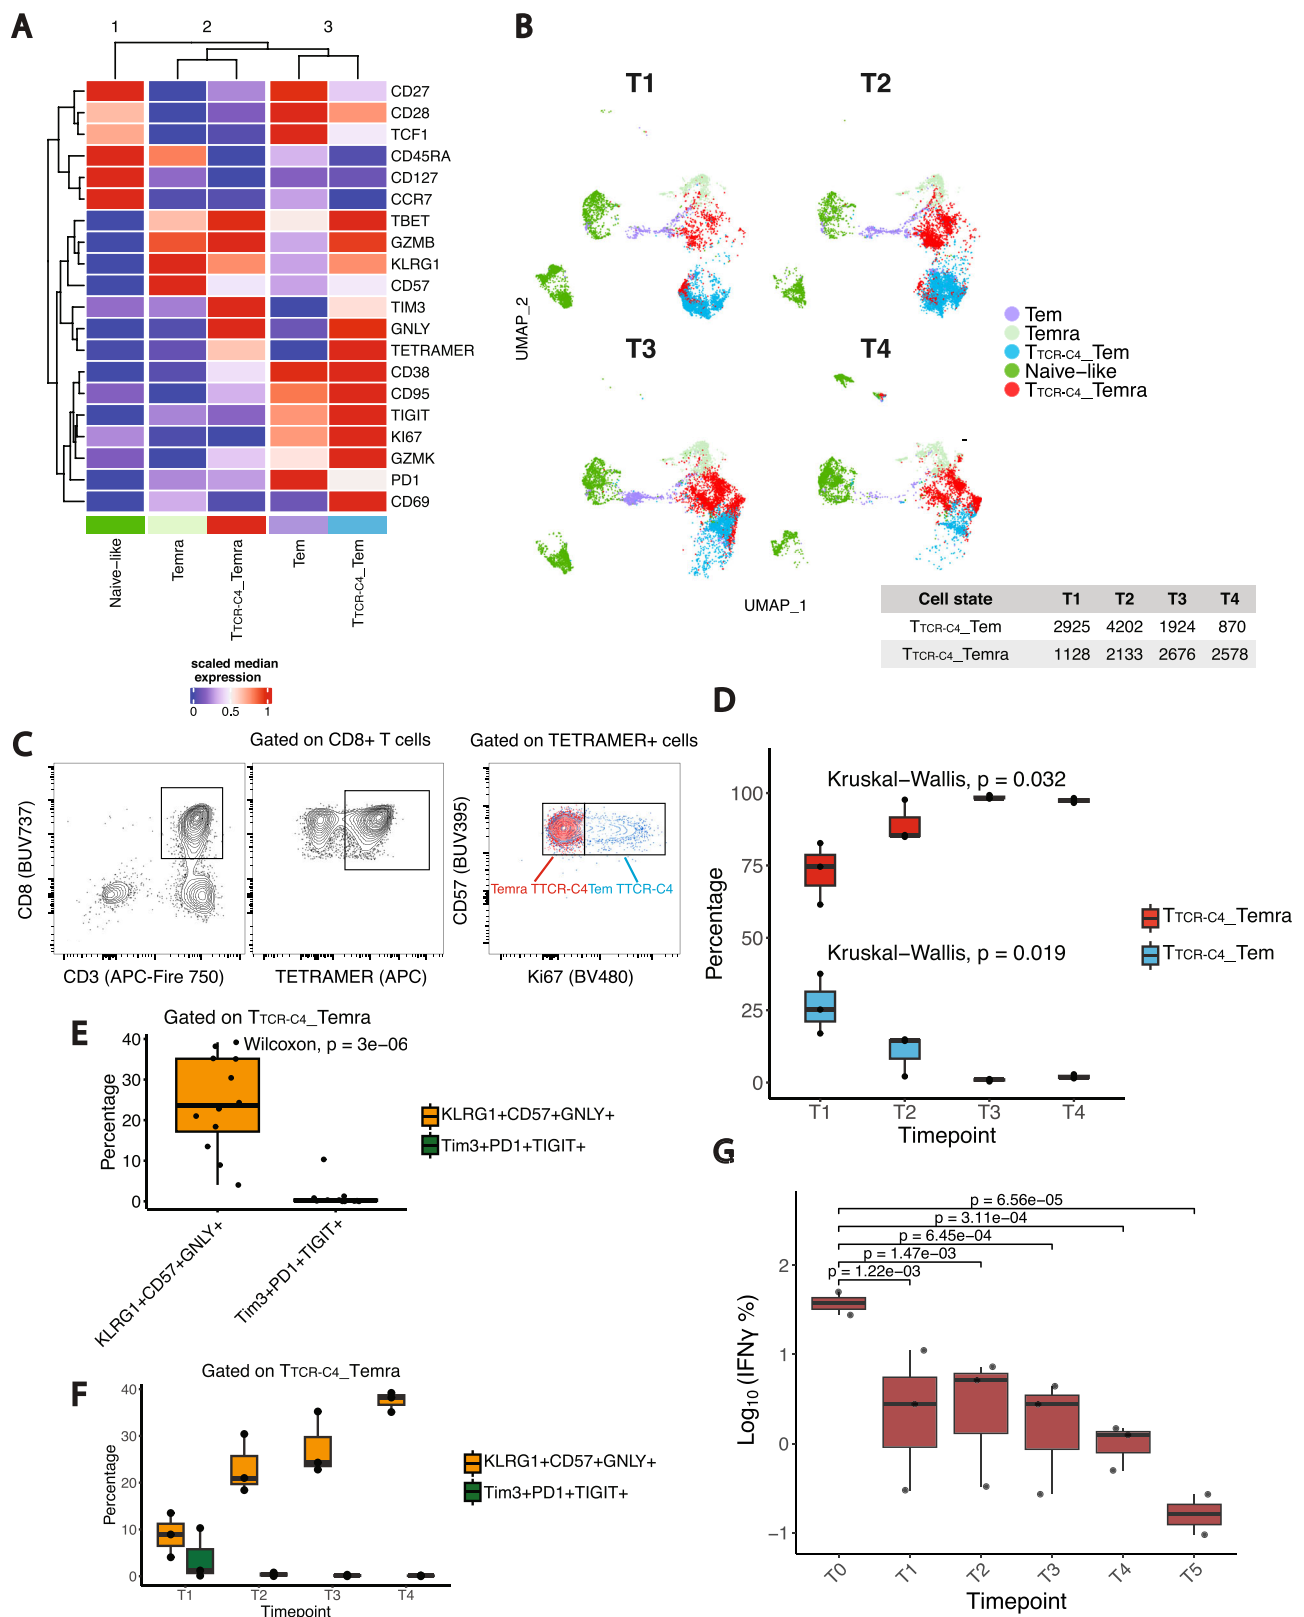 A
1 2 3
CD27
CD28
TCF1
CD45RA
CD127
CCR7
TBET
GZMB
KLRG1
CD57
TIM3
GNLY
TETRAMER
CD38
CD95
TIGIT
KI67
GZMK
PD1
CD69
Naive-like
Temra
TTCR-C4_Temra
Tem
TTCR-C4_Tem
scaled median
expression
0 0.5 1
B
T1 T2
T3 T4
UMAP_2
UMAP_1
Tem
Temra
TTCR-C4_Tem
Naive-like
TTCR-C4_Temra
Cell state T1 T2 T3 T4
TTCR-C4_Tem 2925 4202 1924 870
TTCR-C4_Temra 1128 2133 2676 2578
C
Gated on CD8+ T cells
Gated on TETRAMER+ cells
CD8 (BUV737)
CD3 (APC-Fire 750)
TETRAMER (APC)
CD57 (BUV395)
Temra TTCR-C4
Tem TTCR-C4
Ki67 (BV480)
D
Kruskal-Wallis, p = 0.032
Kruskal-Wallis, p = 0.019
Percentage
100
75
50
25
0
T1 T2 T3 T4
Timepoint
TTCR-C4_Temra
TTCR-C4_Tem
E
Gated on TTCR-C4_Temra
Wilcoxon, p = 3e-06
Percentage
40
30
20
10
0
KLRG1+CD57+GNLY+
Tim3+PD1+TIGIT+
KLRG1+CD57+GNLY+
Tim3+PD1+TIGIT+
F
Gated on TTCR-C4_Temra
Percentage
40
30
20
10
0
T1 T2 T3 T4
Timepoint
KLRG1+CD57+GNLY+
Tim3+PD1+TIGIT+
G
p = 6.56e-05
p = 3.11e-04
p = 6.45e-04
p = 1.47e-03
p = 1.22e-03
Log10 (IFNγ %)
2
1
0
-1
T0 T1 T2 T3 T4 T5
Timepoint